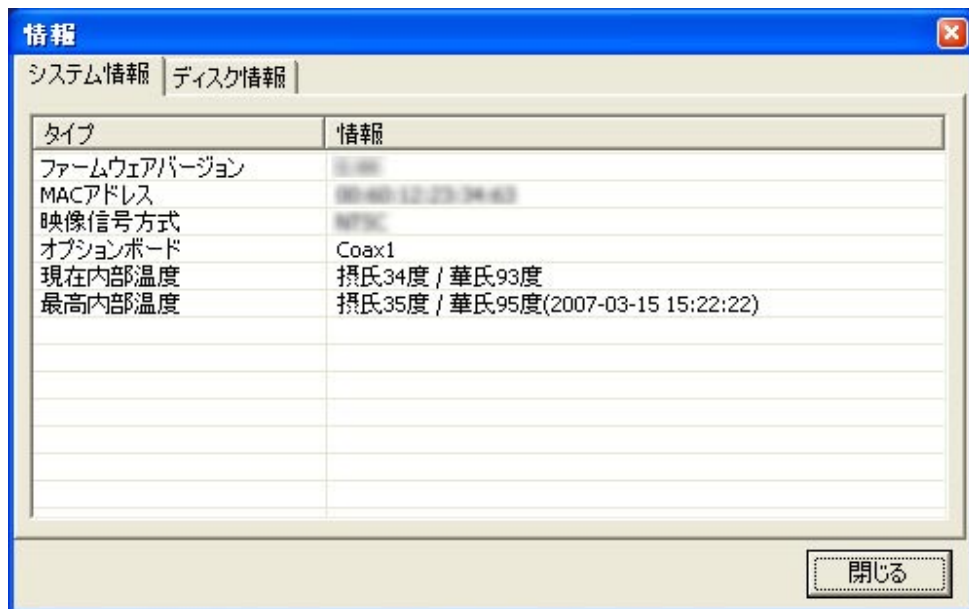 情報
システム情報 ディスク情報
タイプ 情報
ファームウェアバージョン
MACアドレス
映像信号方式
オプションボード Coax1
現在内部温度 摂氏34度 / 華氏93度
最高内部温度 摂氏35度 / 華氏95度(2007-03-15 15:22:22)
閉じる